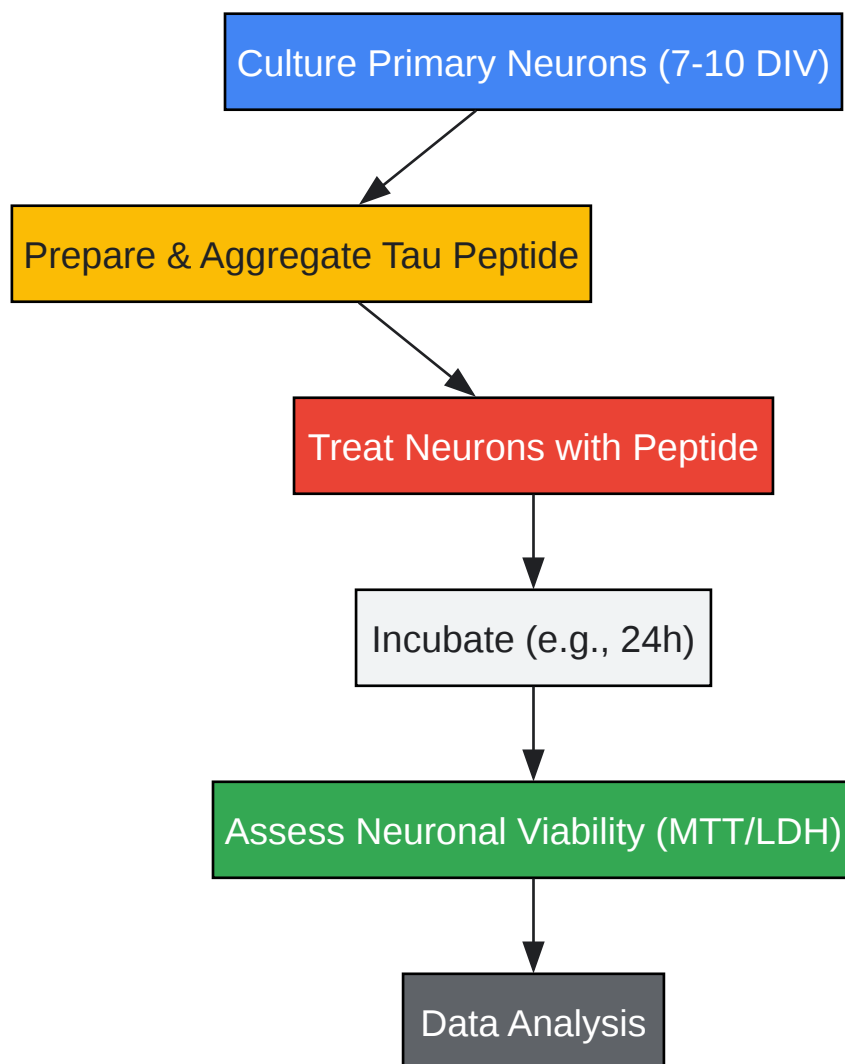 Culture Primary Neurons (7-10 DIV)
Prepare & Aggregate Tau Peptide
Treat Neurons with Peptide
Incubate (e.g., 24h)
Assess Neuronal Viability (MTT/LDH)
Data Analysis